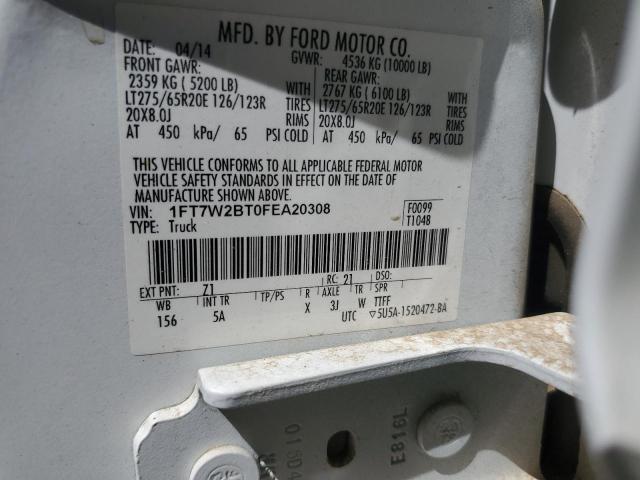 MFD. BY FORD MOTOR CO.
DATE: 04/14 GVWR: 4536 KG (10000 LB)
FRONT GAWR: REAR GAWR:
2359 KG ( 5200 LB) WITH 2767 KG ( 6100 LB) WITH
LT275/65R20E 126/123R TIRES LT275/65R20E 126/123R TIRES
20X8.0J RIMS 20X8.0J RIMS
AT 450 kPa/ 65 PSI COLD AT 450 kPa/ 65 PSI COLD
THIS VEHICLE CONFORMS TO ALL APPLICABLE FEDERAL MOTOR
VEHICLE SAFETY STANDARDS IN EFFECT ON THE DATE OF
MANUFACTURE SHOWN ABOVE.
VIN: 1FT7W2BT0FEA20308 F0099
TYPE: Truck T1048
EXT PNT: Z1 RC: 21 DSO:
WB INT TR TP/PS R AXLE TR SPR
156 5A X 3J W TTFF
UTC ▽5U5A-1520472-BA
E816L